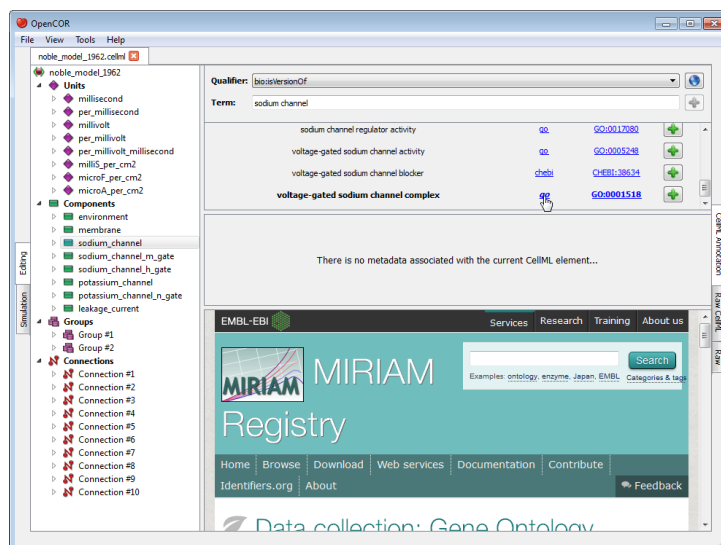 OpenCOR
File View Tools Help
noble_model_1962.cellml
noble_model_1962
Units
millisecond
per_millisecond
millivolt
per_millivolt
per_millivolt_millisecond
milliS_per_cm2
microF_per_cm2
microA_per_cm2
Components
environment
membrane
sodium_channel
sodium_channel_m_gate
sodium_channel_h_gate
potassium_channel
potassium_channel_n_gate
leakage_current
Groups
Group #1
Group #2
Connections
Connection #1
Connection #2
Connection #3
Connection #4
Connection #5
Connection #6
Connection #7
Connection #8
Connection #9
Connection #10
Editing
Simulation
Qualifier: bio:isVersionOf
Term: sodium channel
sodium channel regulator activity go GO:0017080
voltage-gated sodium channel activity go GO:0005248
voltage-gated sodium channel blocker chebi CHEBI:38634
voltage-gated sodium channel complex go GO:0001518
There is no metadata associated with the current CellML element...
CellML Annotation
Raw CellML
Raw
EMBL-EBI Services Research Training About us
MIRIAM
MIRIAM Registry
Search
Examples: ontology, enzyme, Japan, EMBL Categories & tags
Home Browse Download Web services Documentation Contribute
Identifiers.org About Feedback
Data collection: Gene Ontology